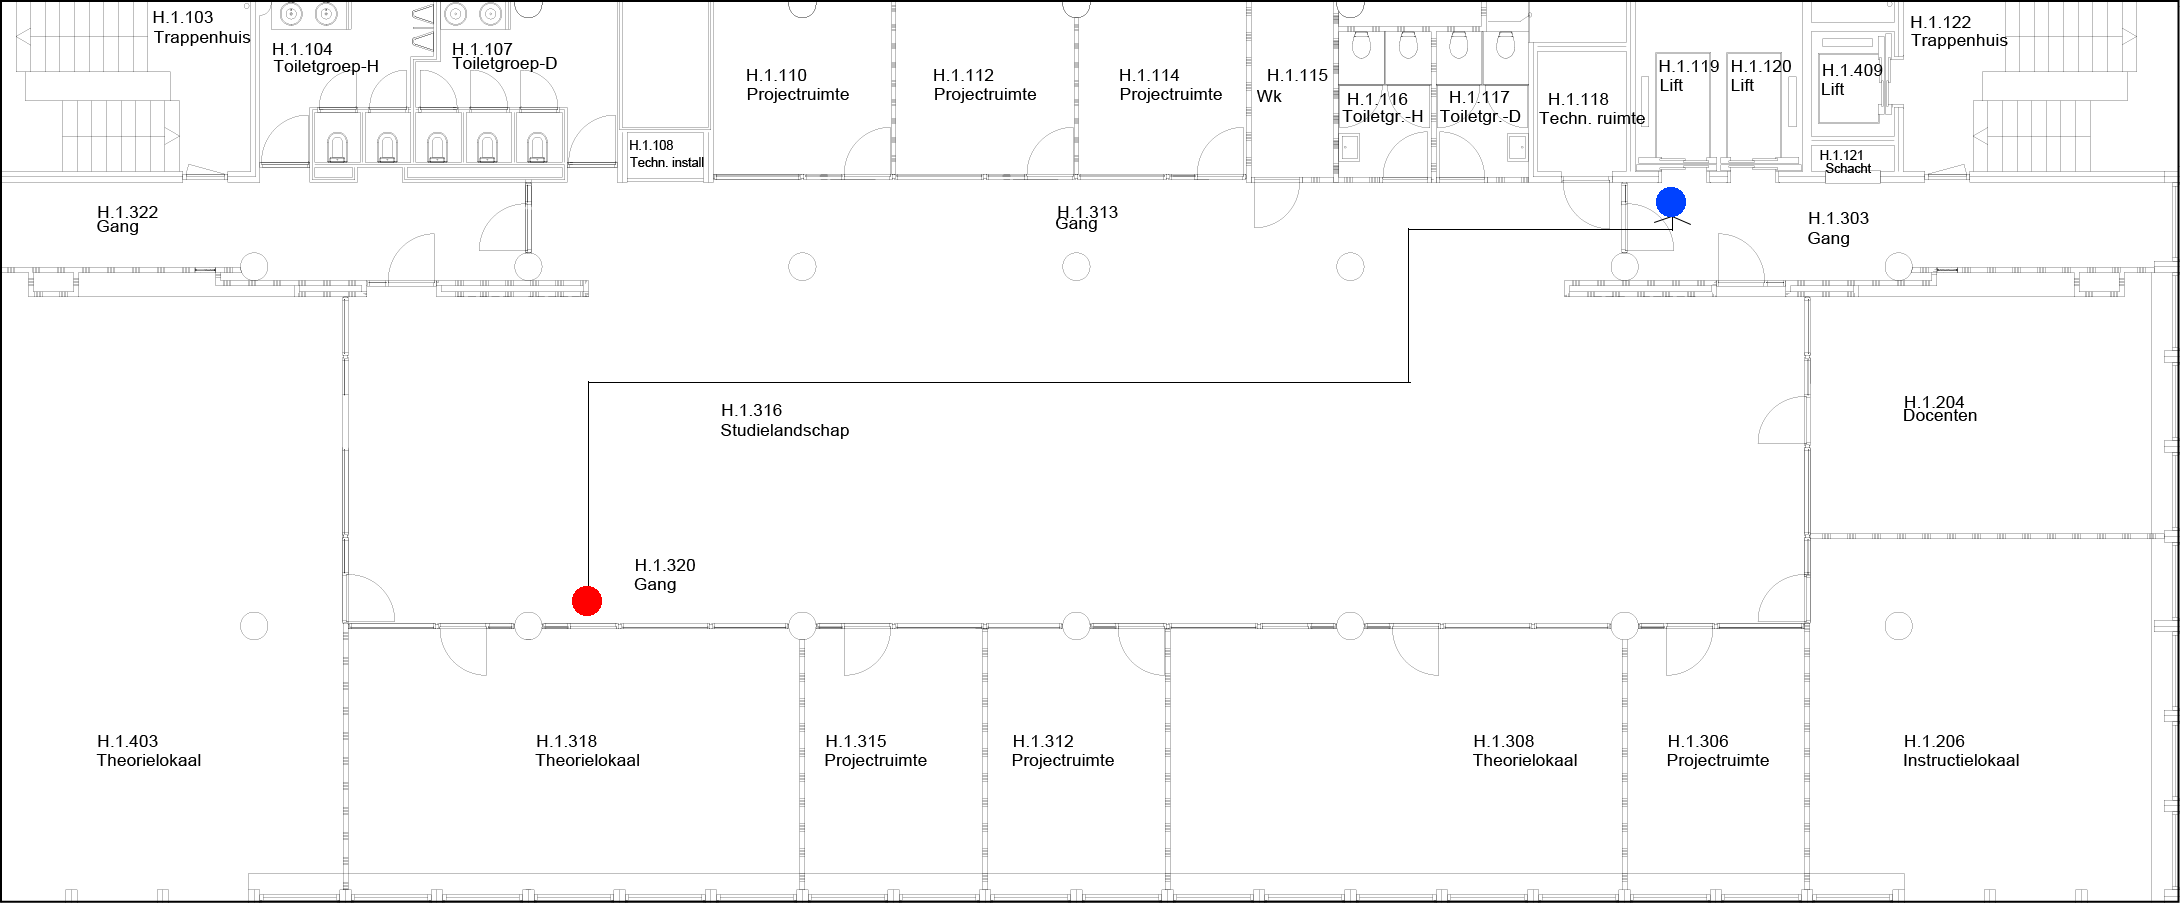 H.1.103
Trappenhuis
H.1.104
Toiletgroep-H
H.1.107
Toiletgroep-D
H.1.108
Techn. install
H.1.110
Projectruimte
H.1.112
Projectruimte
H.1.114
Projectruimte
H.1.115
Wk
H.1.116
Toiletgr.-H
H.1.117
Toiletgr.-D
H.1.118
Techn. ruimte
H.1.119
Lift
H.1.120
Lift
H.1.409
Lift
H.1.121
Schacht
H.1.122
Trappenhuis
H.1.322
Gang
H.1.313
Gang
H.1.303
Gang
H.1.316
Studielandschap
H.1.204
Docenten
H.1.320
Gang
H.1.403
Theorielokaal
H.1.318
Theorielokaal
H.1.315
Projectruimte
H.1.312
Projectruimte
H.1.308
Theorielokaal
H.1.306
Projectruimte
H.1.206
Instructielokaal